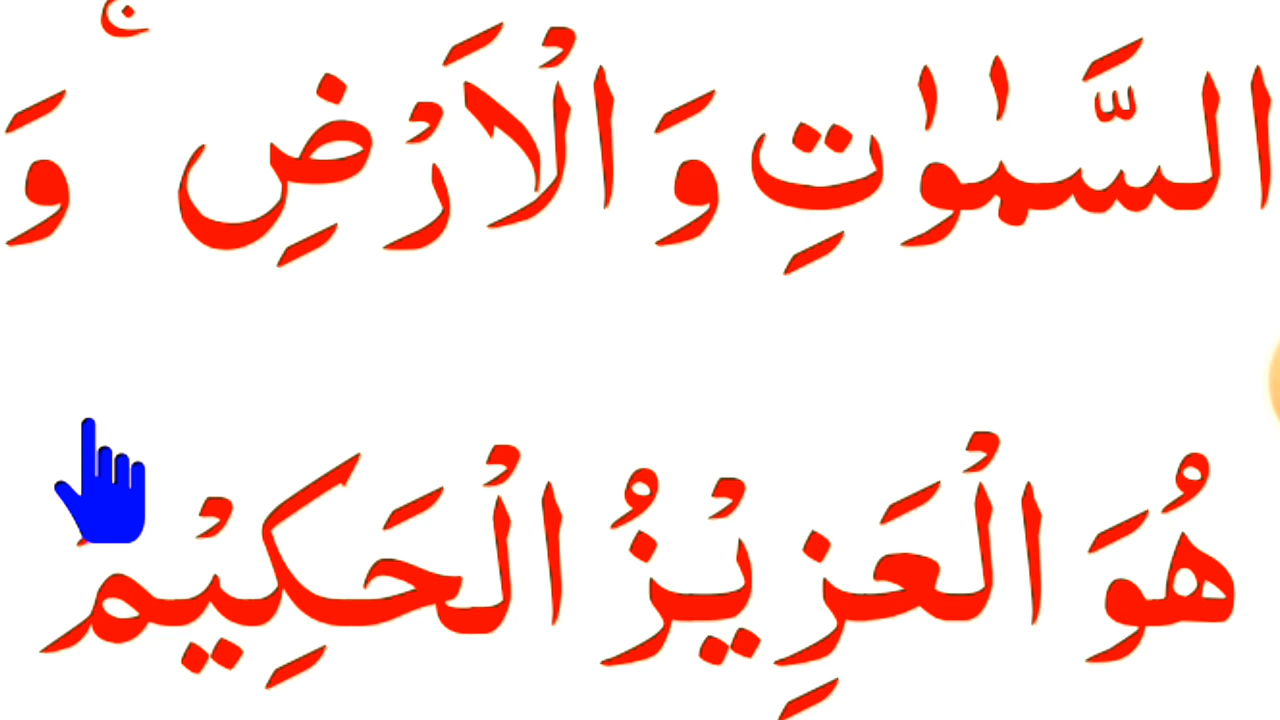 السَّمٰوٰتِ وَ الْاَرْضِ ۚ وَ
هُوَ الْعَزِيْزُ الْحَكِيْمُ